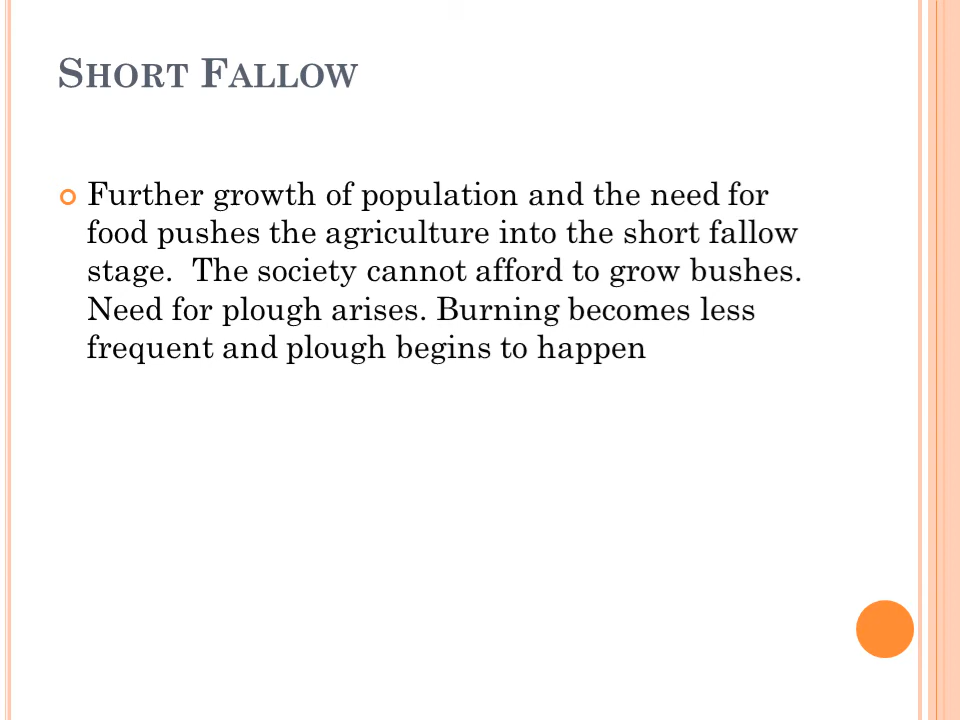 SHORT FALLOW
Further growth of population and the need for
food pushes the agriculture into the short fallow
stage.  The society cannot afford to grow bushes.
Need for plough arises. Burning becomes less
frequent and plough begins to happen